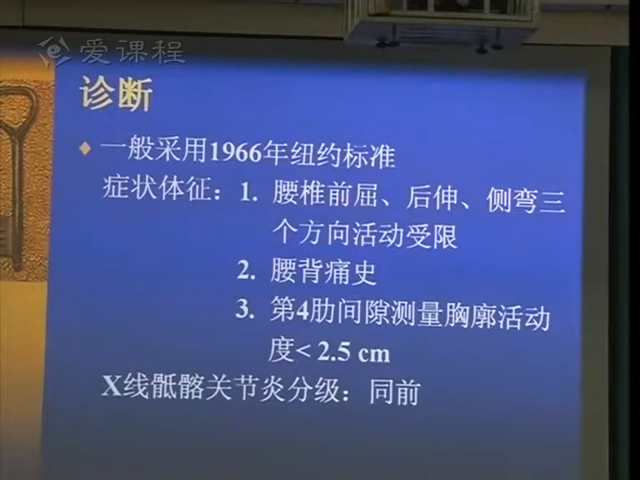 爱课程
诊断
一般采用1966年纽约标准
症状体征：1. 腰椎前屈、后伸、侧弯三
个方向活动受限
2. 腰背痛史
3. 第4肋间隙测量胸廓活动
度< 2.5 cm
X线骶髂关节炎分级：同前